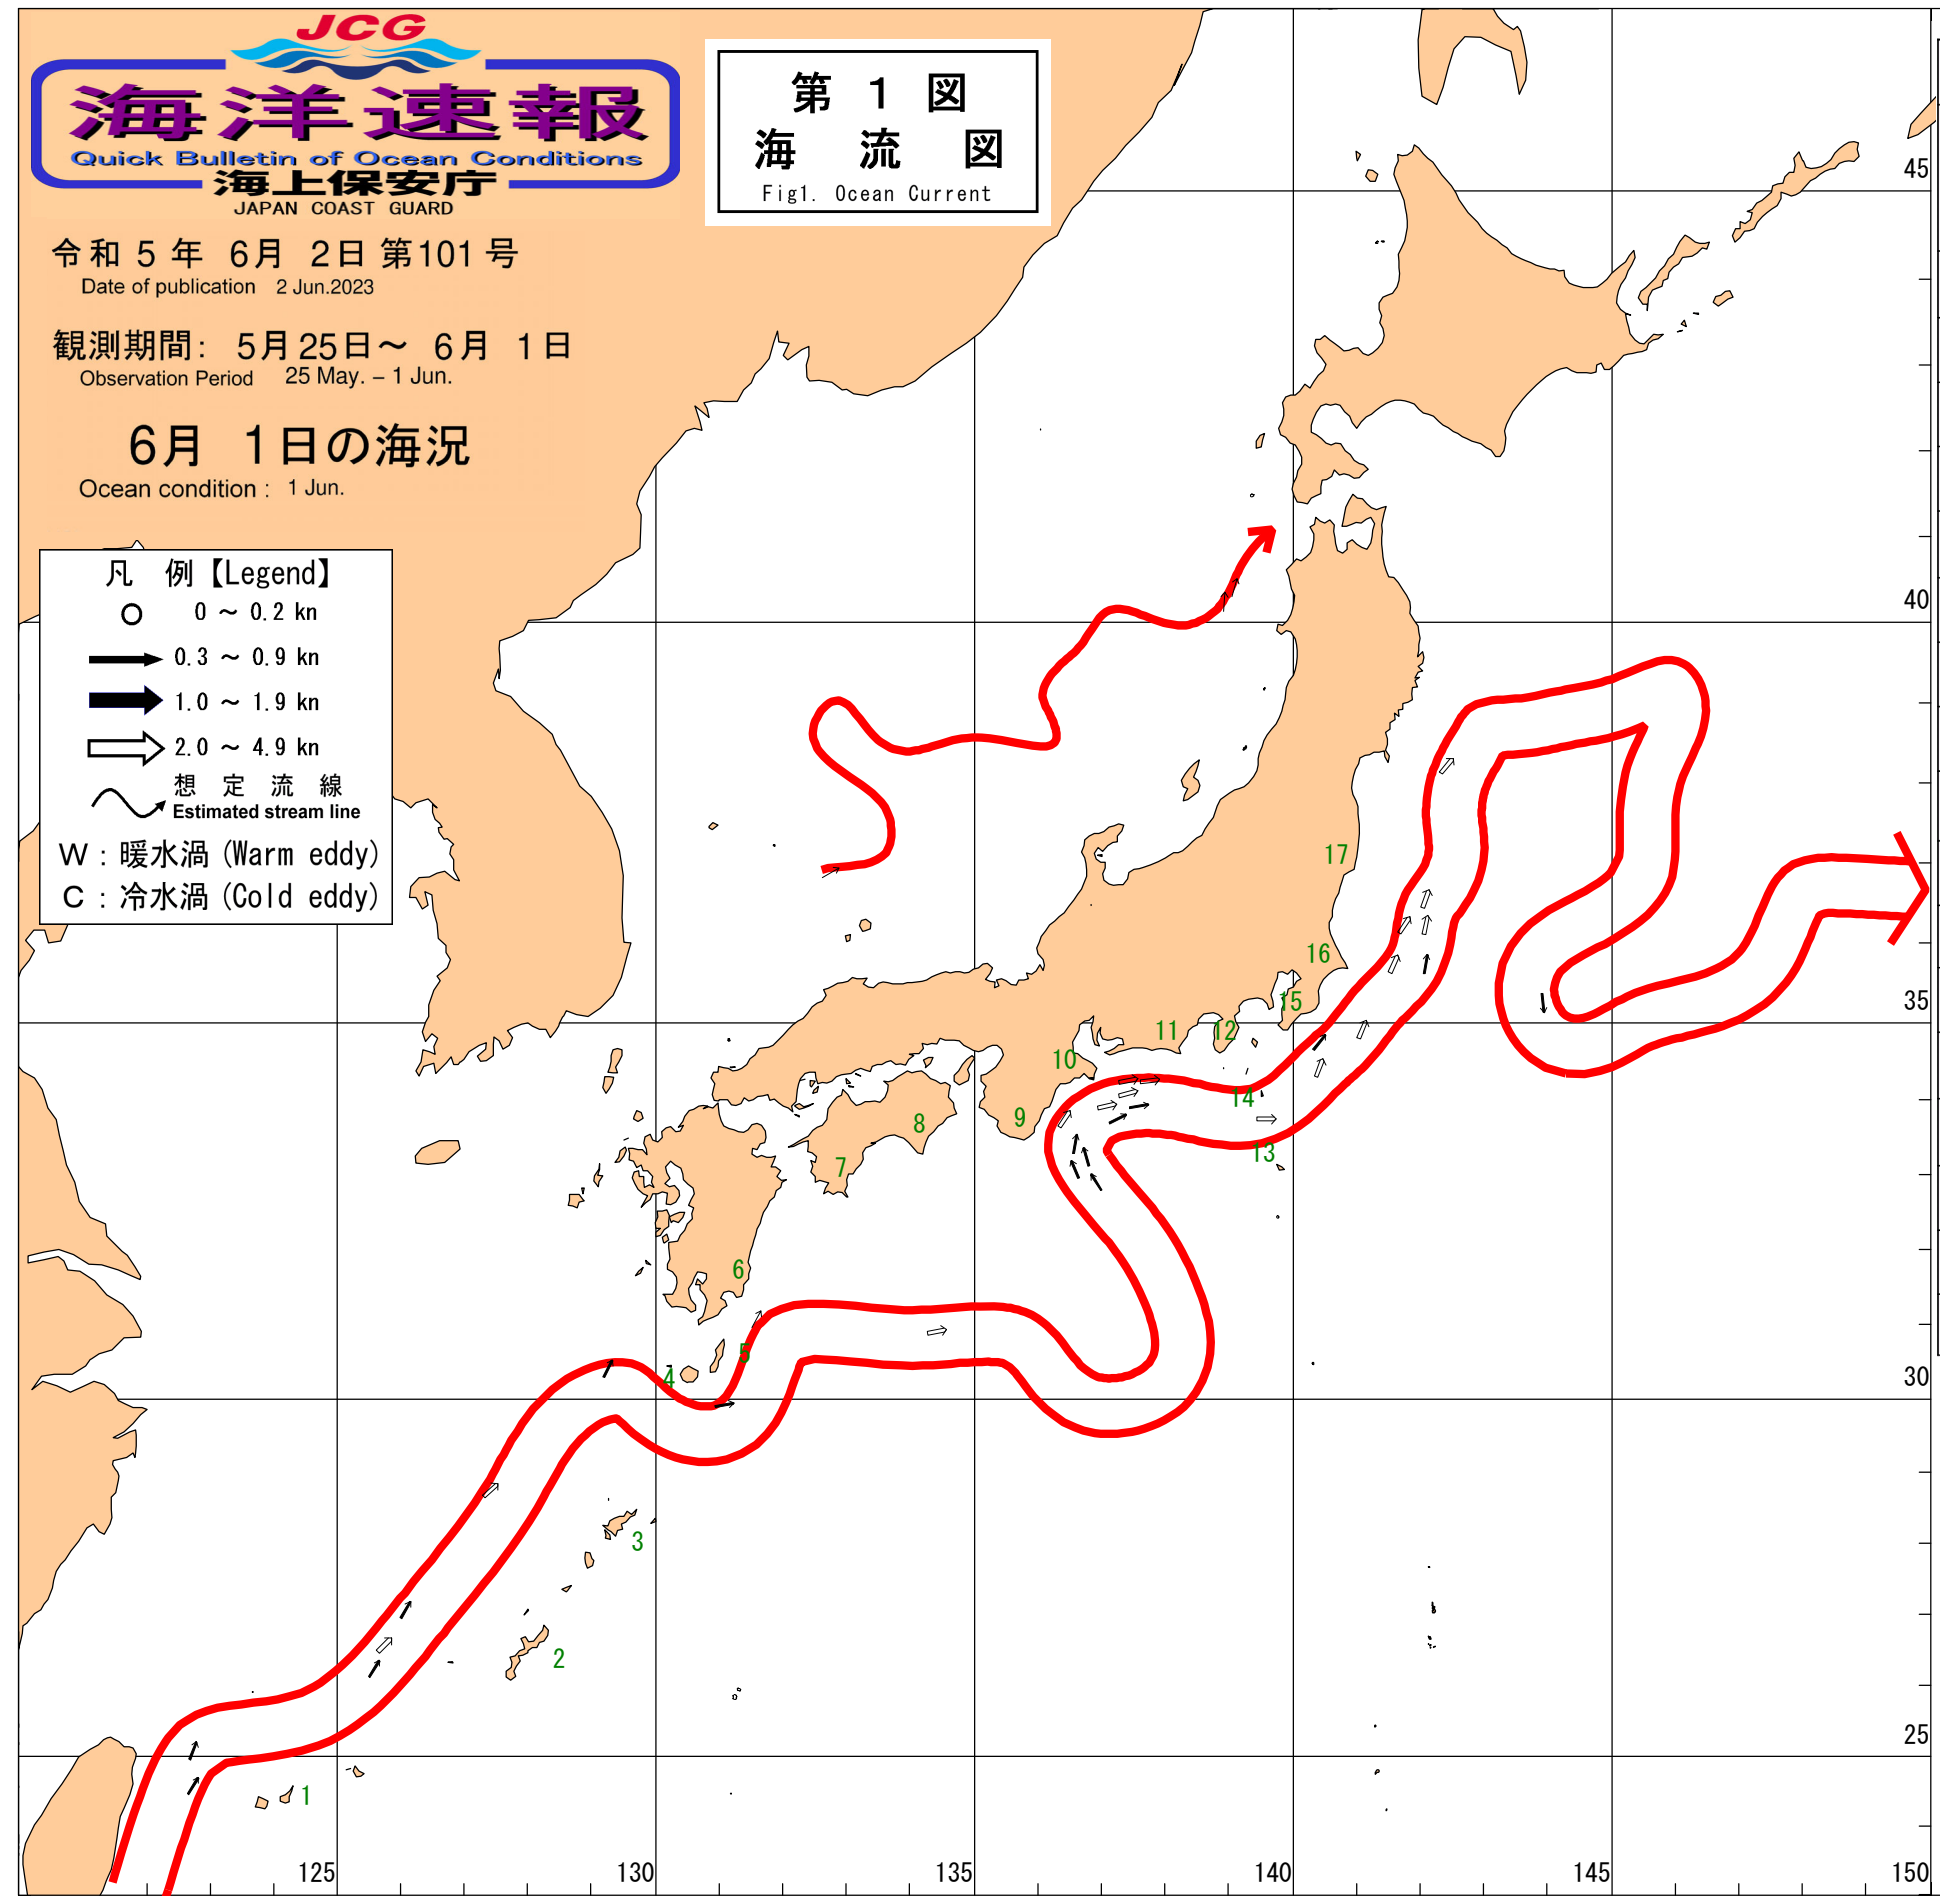 JCG
海洋速報
Quick Bulletin of Ocean Conditions
海上保安庁
JAPAN COAST GUARD
令和 5 年 6月 2日 第101 号
Date of publication 2 Jun.2023
観測期間: 5月25日～ 6月 1日
Observation Period 25 May. – 1 Jun.
6月 1日の海況
Ocean condition : 1 Jun.
第 1 図
海 流 図
Fig1. Ocean Current
凡 例【Legend】
0 ～ 0.2 kn
0.3 ～ 0.9 kn
1.0 ～ 1.9 kn
2.0 ～ 4.9 kn
想 定 流 線
Estimated stream line
W : 暖水渦 (Warm eddy)
C : 冷水渦 (Cold eddy)
45
40
17
16
35
15
12
11
10
14
9
8
13
7
6
5
4
30
3
2
25
1
125
130
135
140
145
150